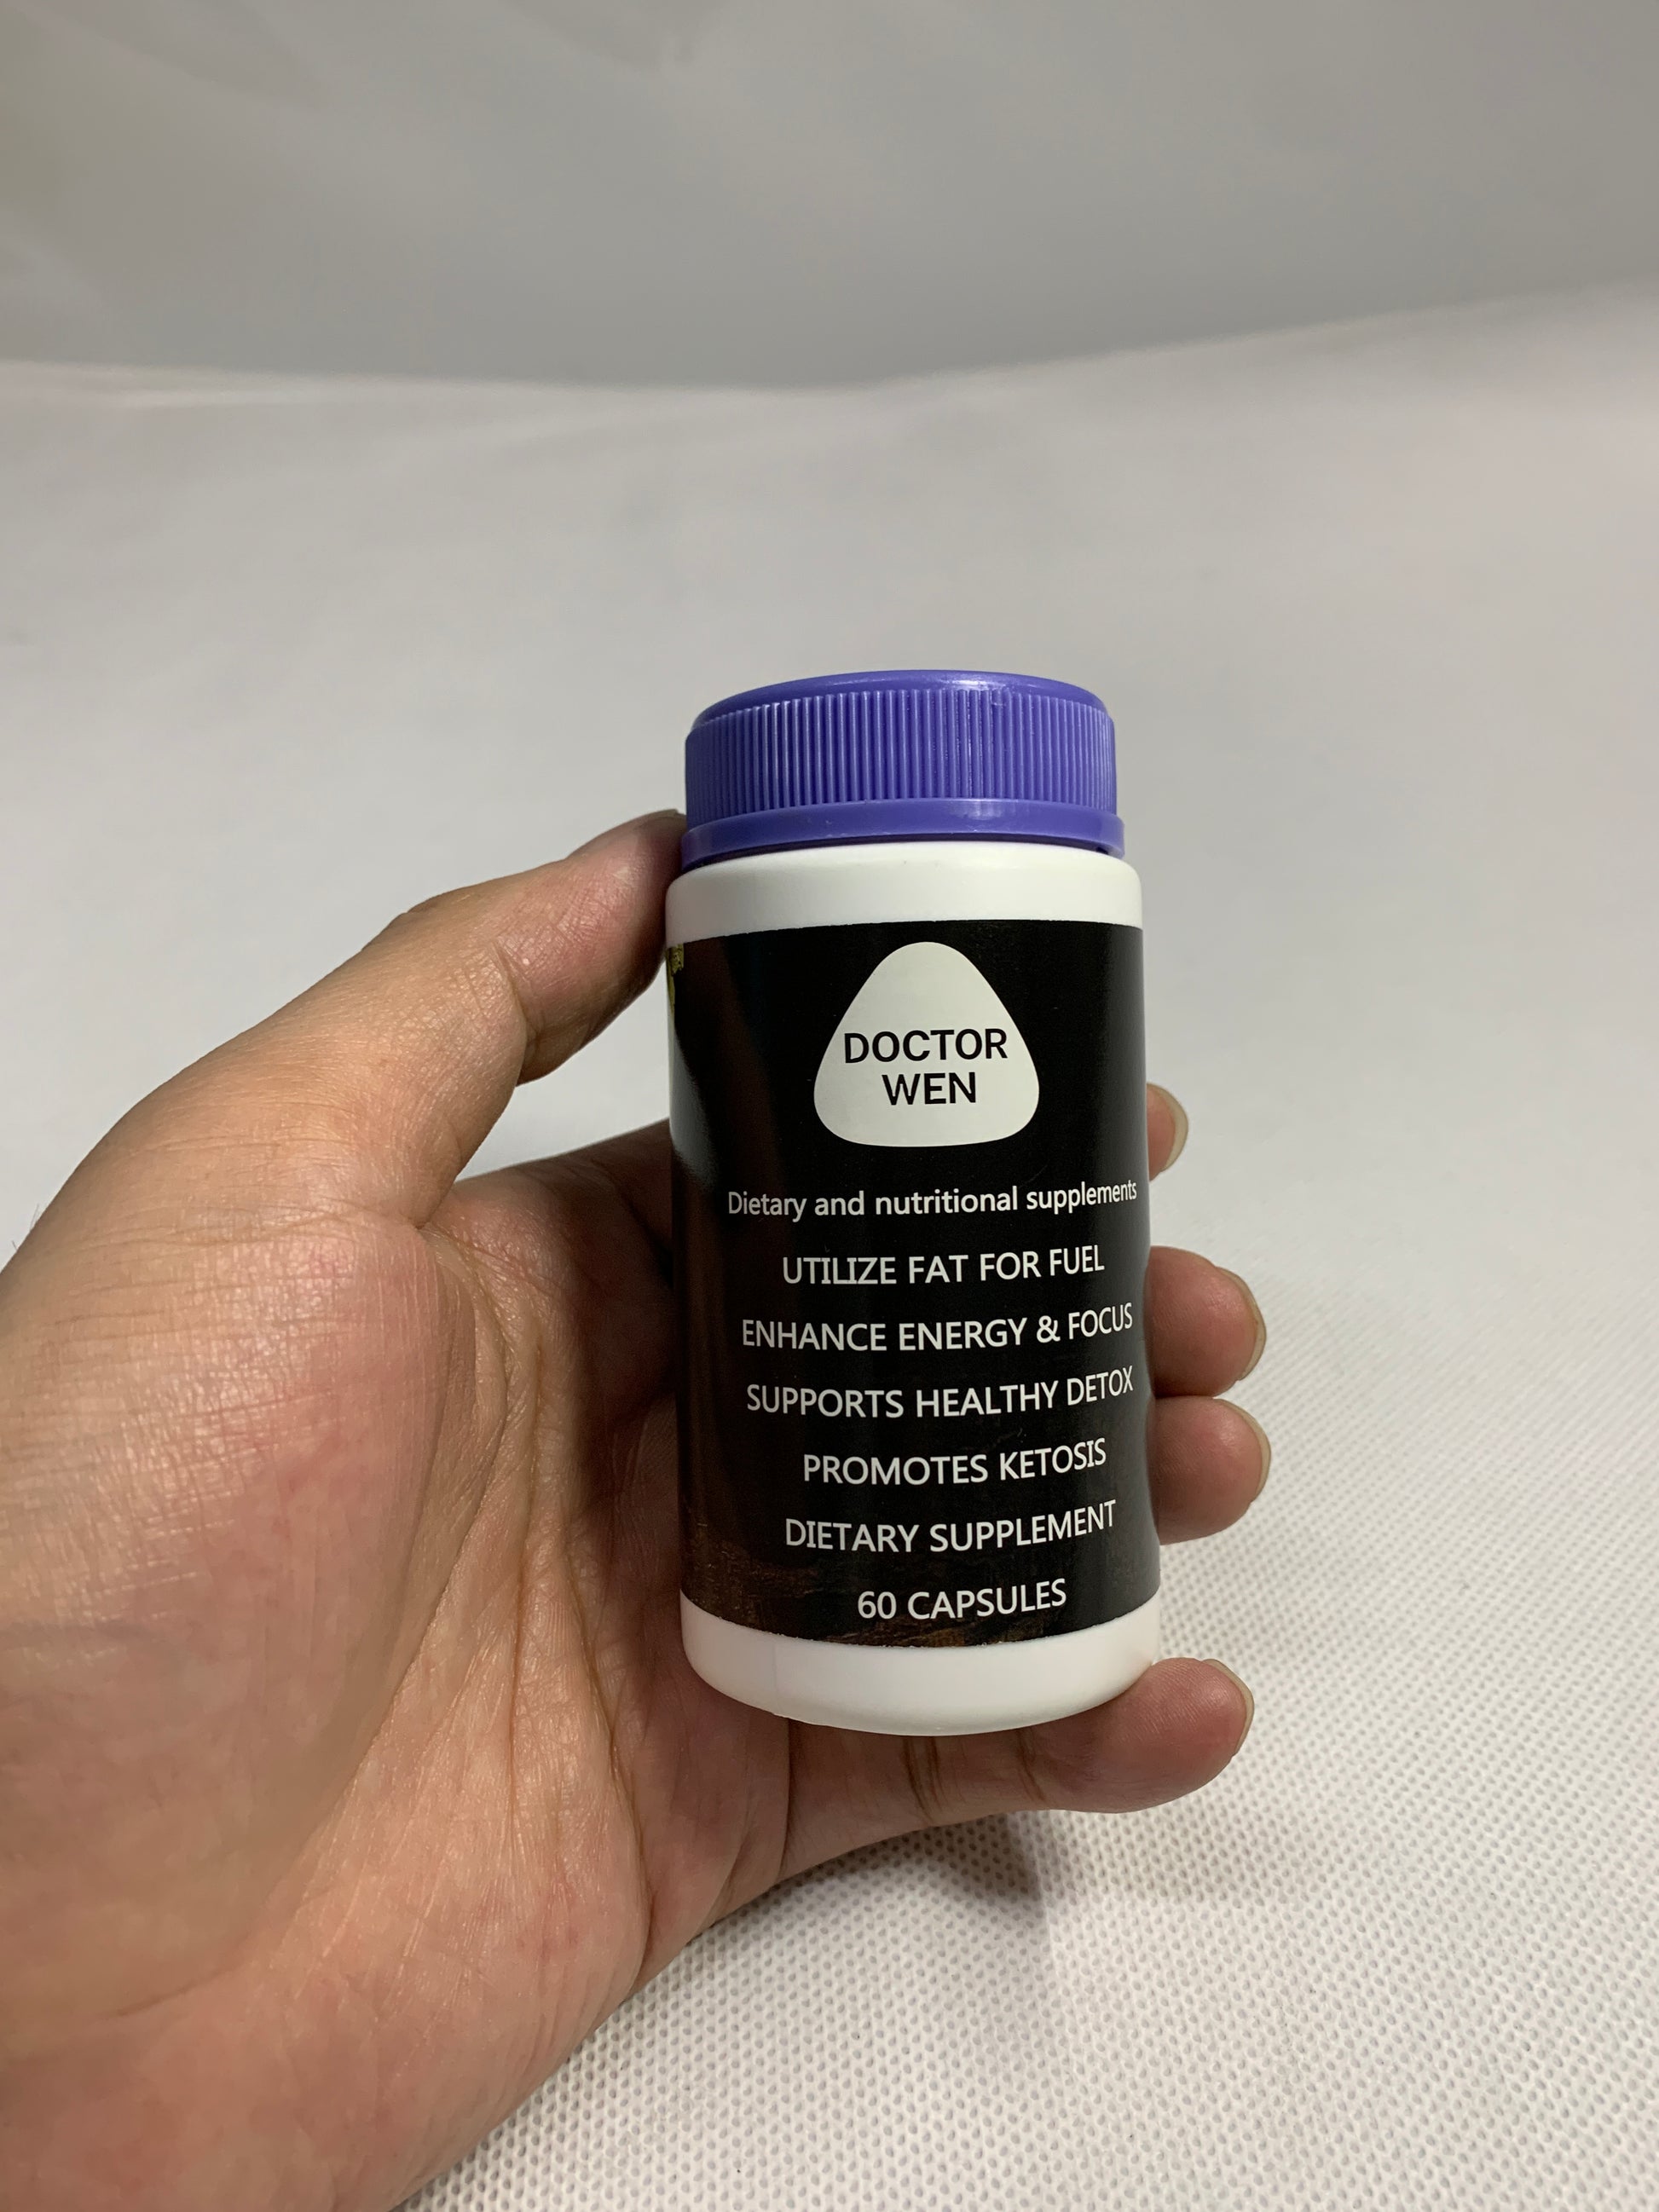 DOCTOR
WEN
Dietary and nutritional supplements
UTILIZE FAT FOR FUEL
ENHANCE ENERGY & FOCUS
SUPPORTS HEALTHY DETOX
PROMOTES KETOSIS
DIETARY SUPPLEMENT
60 CAPSULES